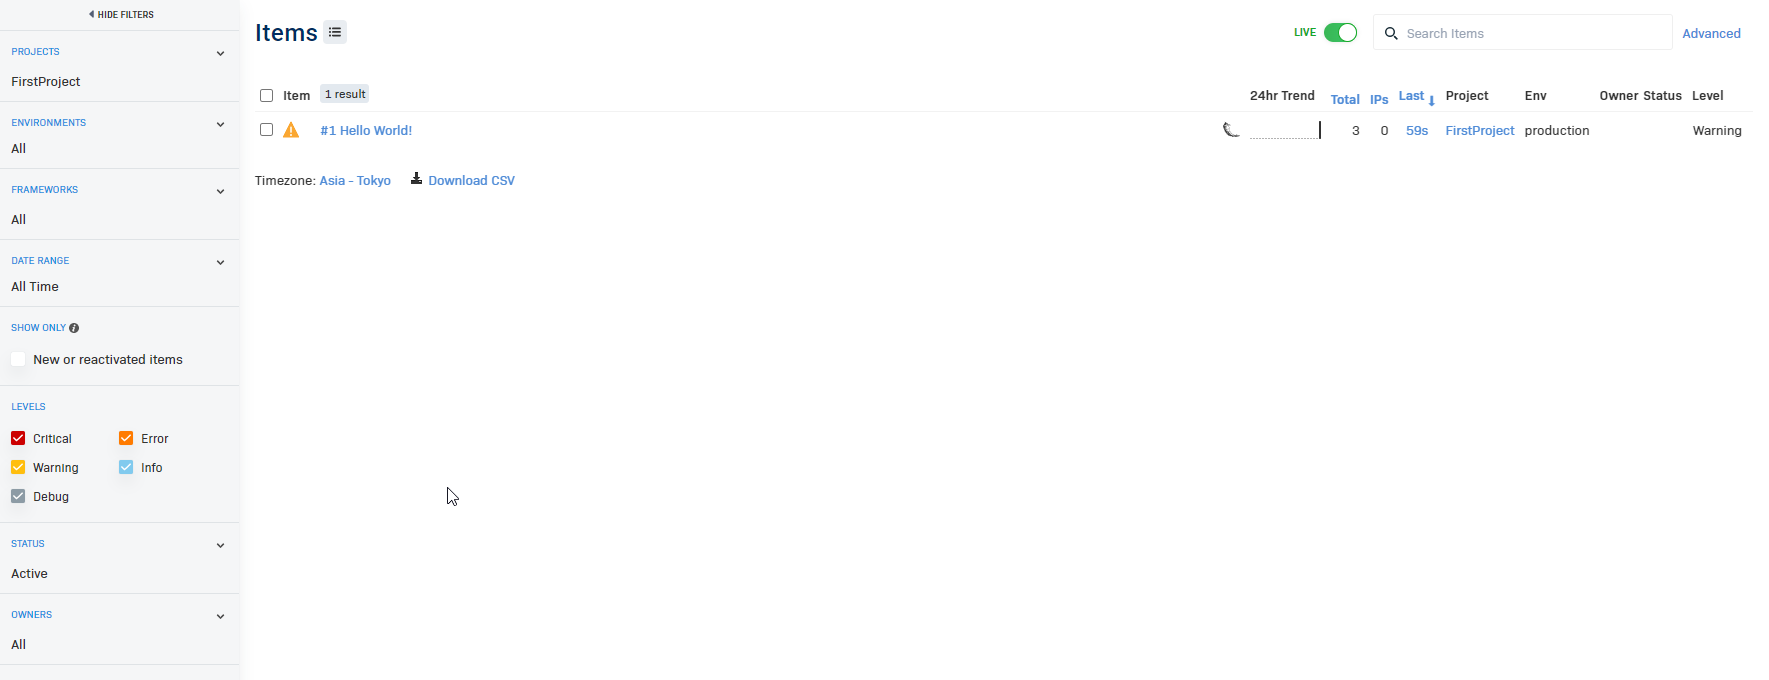 HIDE FILTERS
PROJECTS
FirstProject
ENVIRONMENTS
All
FRAMEWORKS
All
DATE RANGE
All Time
SHOW ONLY
New or reactivated items
LEVELS
Critical Error
Warning Info
Debug
STATUS
Active
OWNERS
All
Items
LIVE Search Items Advanced
Item 1 result 24hr Trend Total IPs Last Project Env Owner Status Level
#1 Hello World! 3 0 59s FirstProject production Warning
Timezone: Asia - Tokyo Download CSV